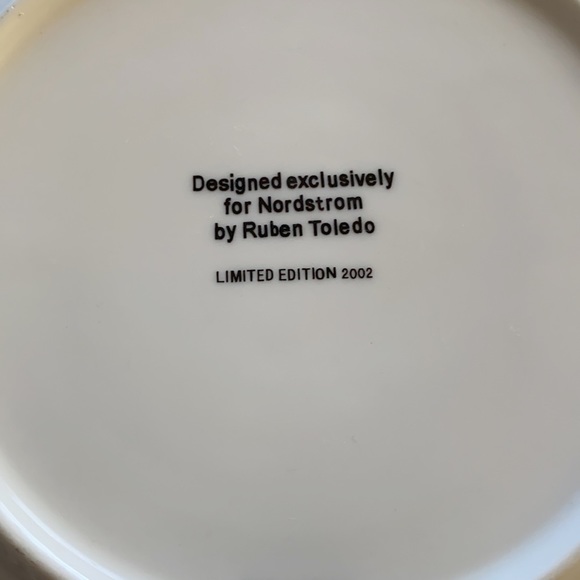 Designed exclusively
for Nordstrom
by Ruben Toledo
LIMITED EDITION 2002